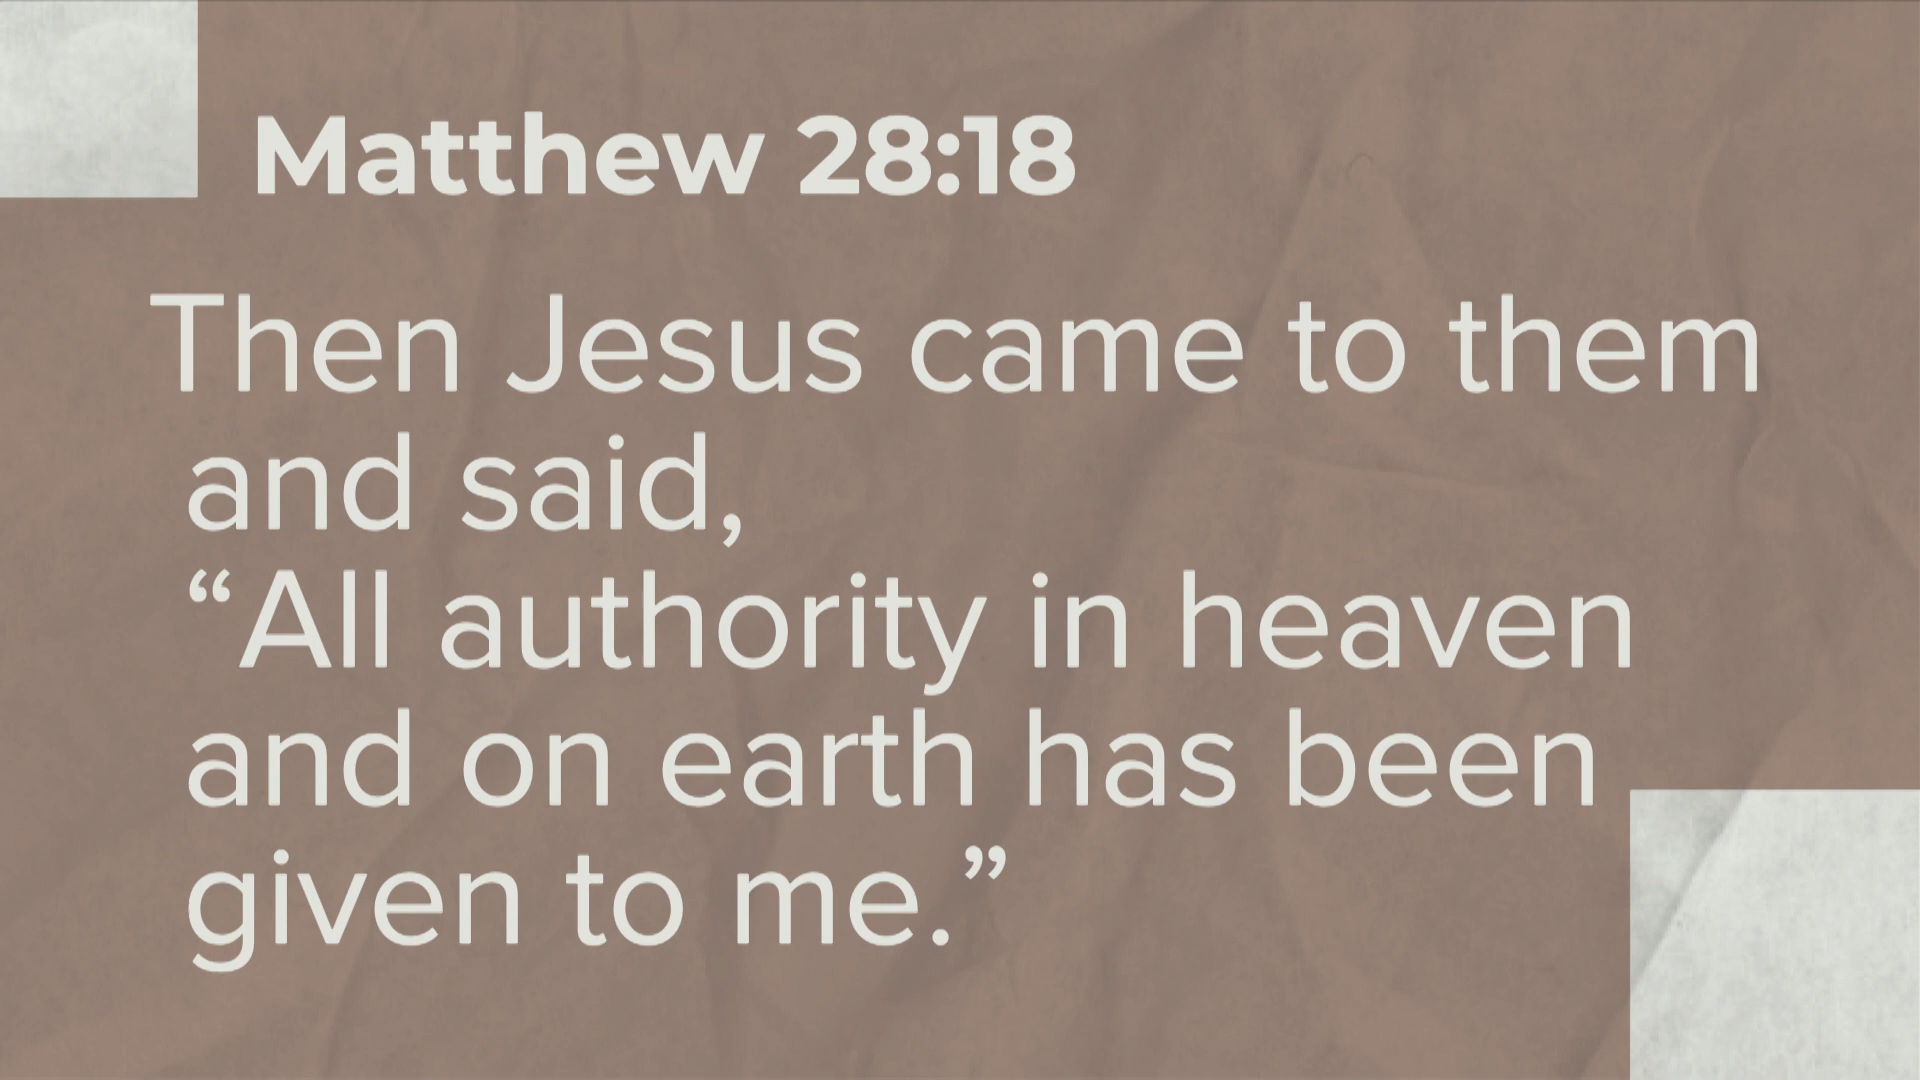 Matthew 28:18
Then Jesus came to them
and said,
“All authority in heaven
and on earth has been
given to me.”